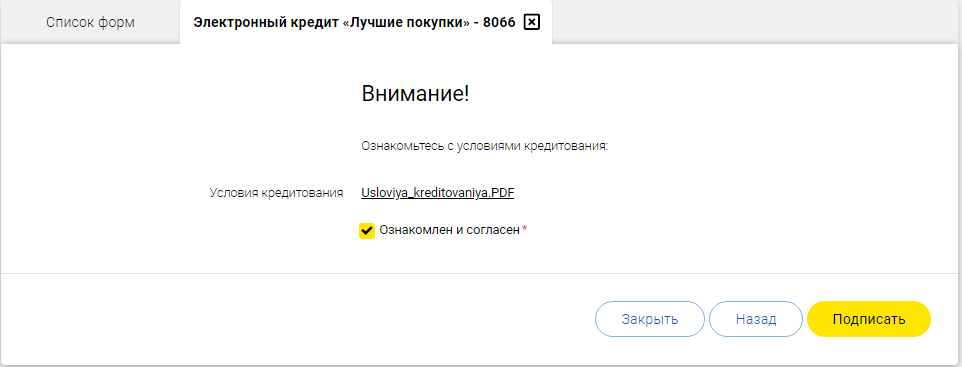 Список форм
Электронный кредит «Лучшие покупки» - 8066
Внимание!
Ознакомьтесь с условиями кредитования:
Условия кредитования Usloviya_kreditovaniya.PDF
Ознакомлен и согласен*
Закрыть
Назад
Подписать